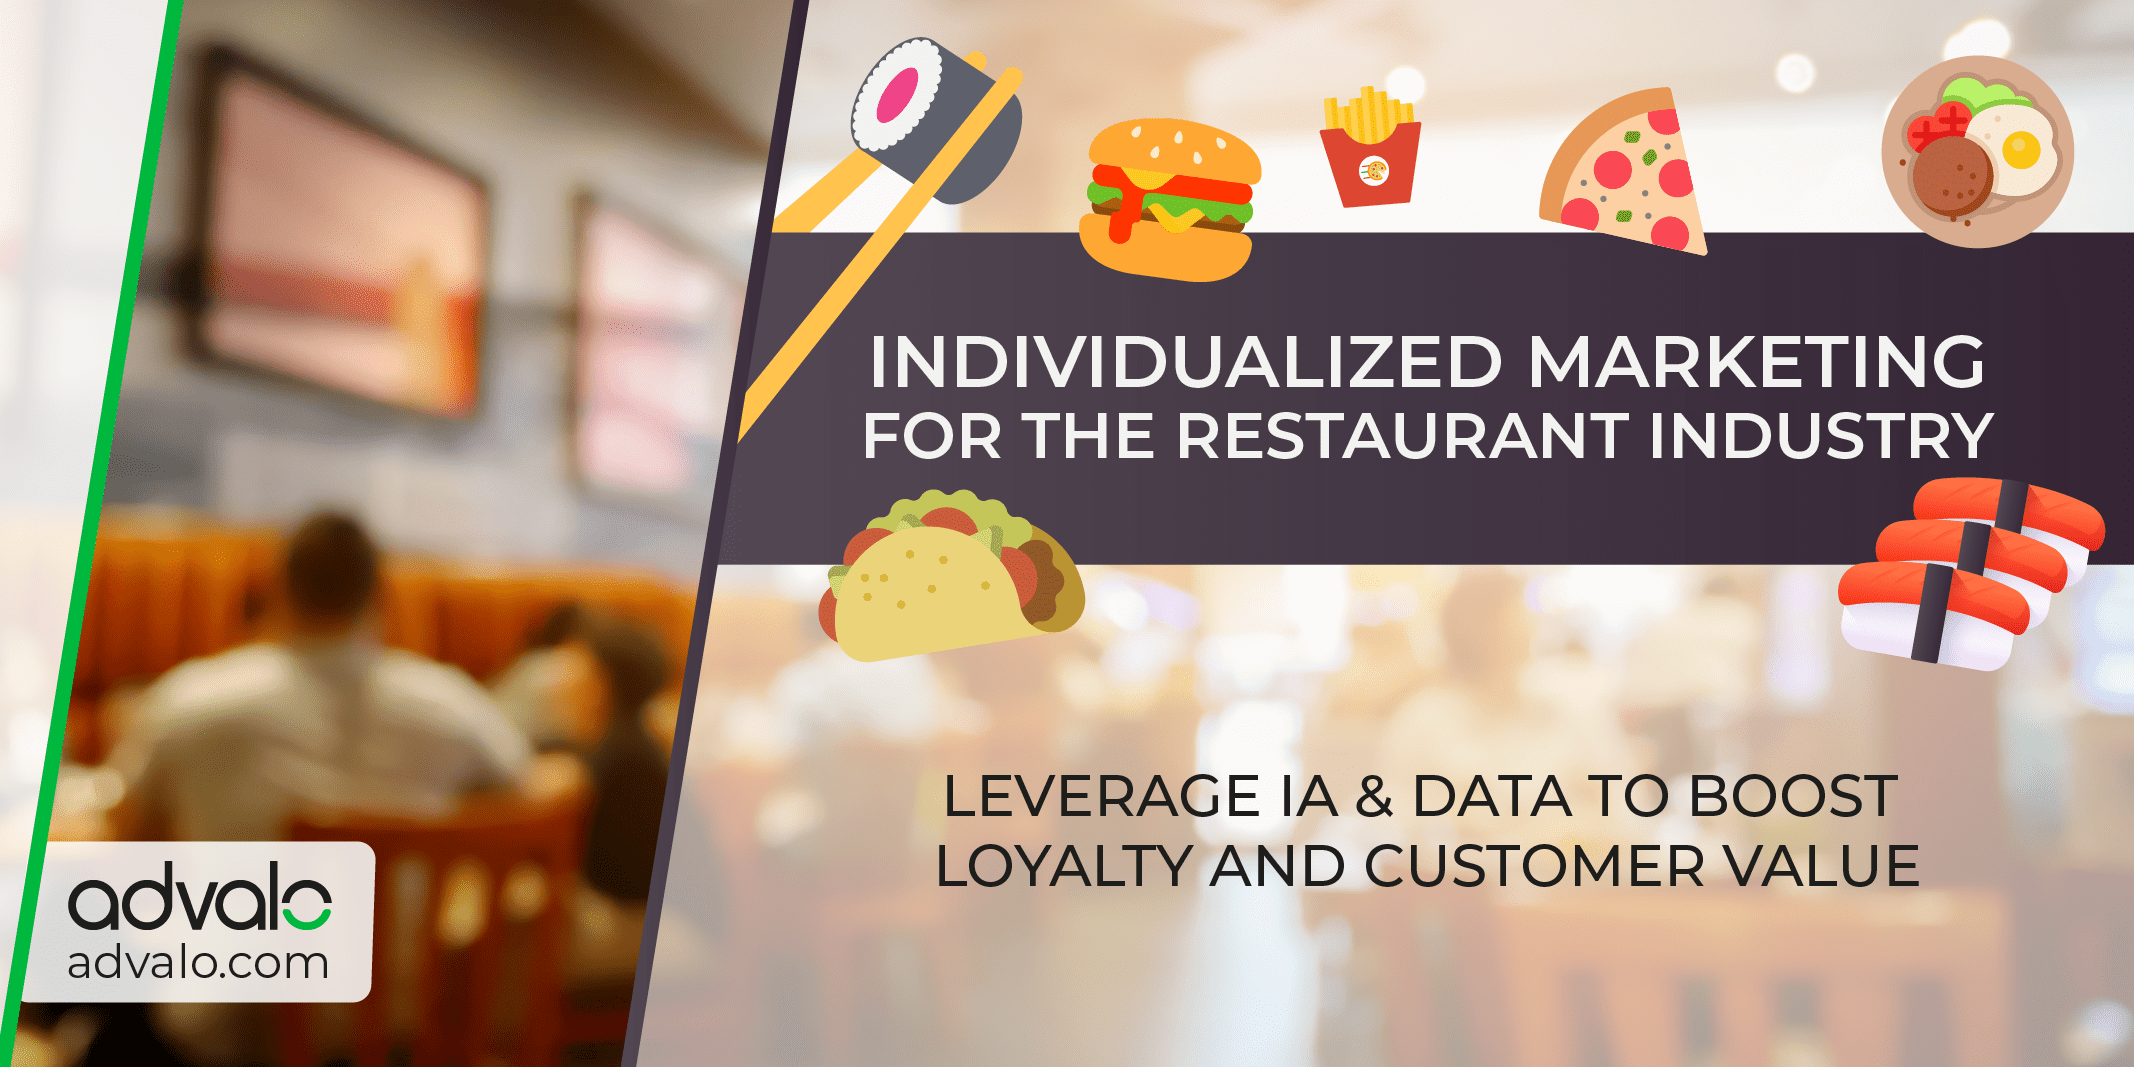 INDIVIDUALIZED MARKETING
FOR THE RESTAURANT INDUSTRY
LEVERAGE IA & DATA TO BOOST
LOYALTY AND CUSTOMER VALUE
advalo
advalo.com